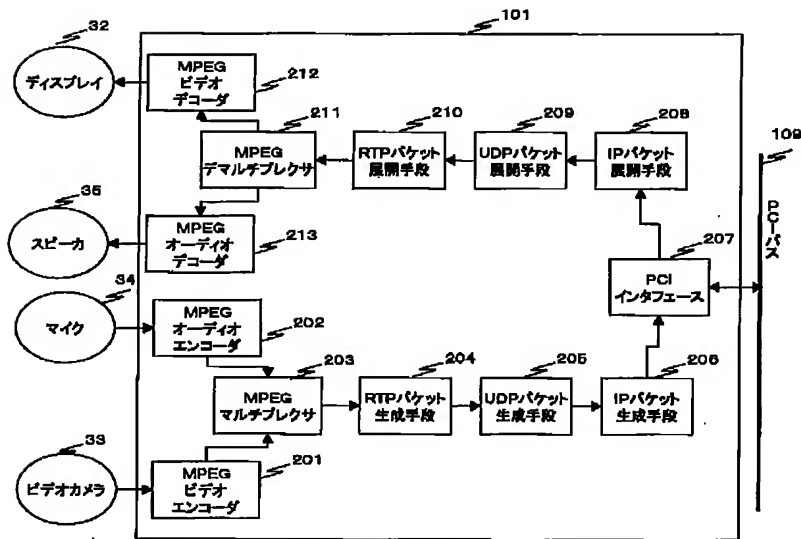 101
32
ディスプレイ
MPEG
ビデオ
デコーダ
212
211
MPEG
デマルチプレクサ
210
RTPパケット
展開手段
209
UDPパケット
展開手段
208
IPパケット
展開手段
109
PCIバス
35
スピーカ
MPEG
オーディオ
デコーダ
213
207
PCI
インタフェース
34
マイク
MPEG
オーディオ
エンコーダ
202
203
MPEG
マルチプレクサ
204
RTPパケット
生成手段
205
UDPパケット
生成手段
206
IPパケット
生成手段
33
ビデオカメラ
MPEG
ビデオ
エンコーダ
201